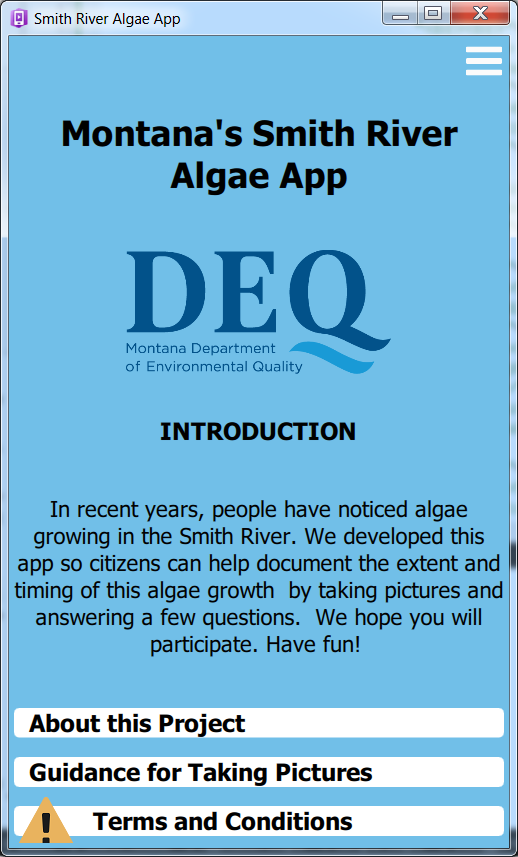 Smith River Algae App
Montana's Smith River
Algae App
DEQ
Montana Department
of Environmental Quality
INTRODUCTION
In recent years, people have noticed algae
growing in the Smith River. We developed this
app so citizens can help document the extent and
timing of this algae growth  by taking pictures and
answering a few questions.  We hope you will
participate. Have fun!
About this Project
Guidance for Taking Pictures
! Terms and Conditions